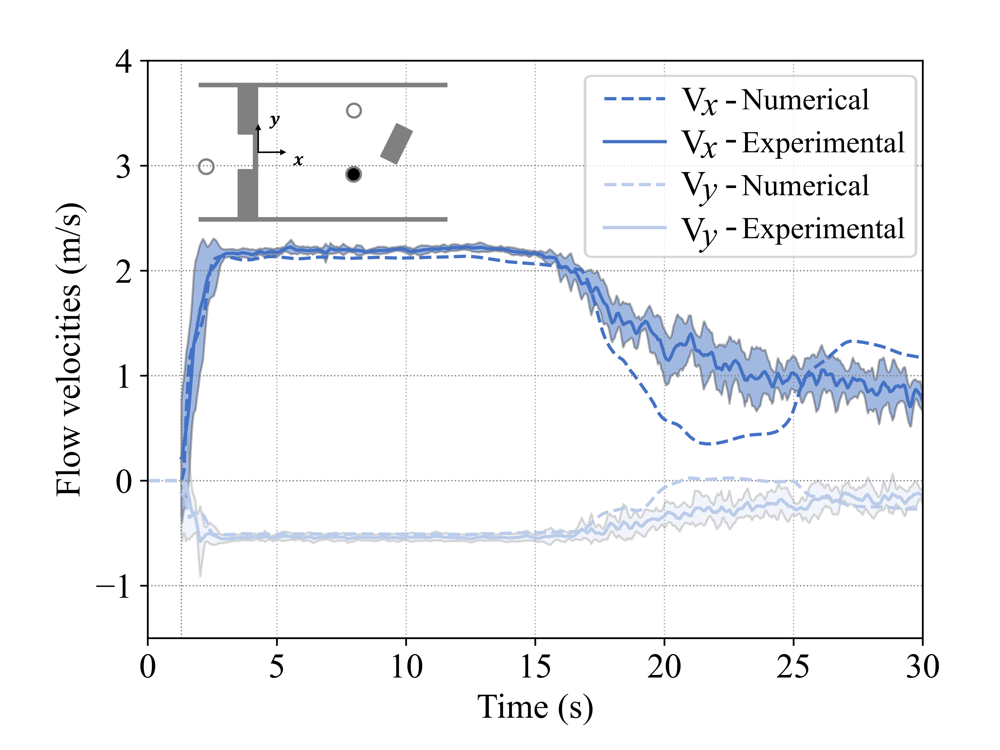 4
3
2
1
0
−1
Flow velocities (m/s)
y
x
Vx - Numerical
Vx - Experimental
Vy - Numerical
Vy - Experimental
0 5 10 15 20 25 30
Time (s)